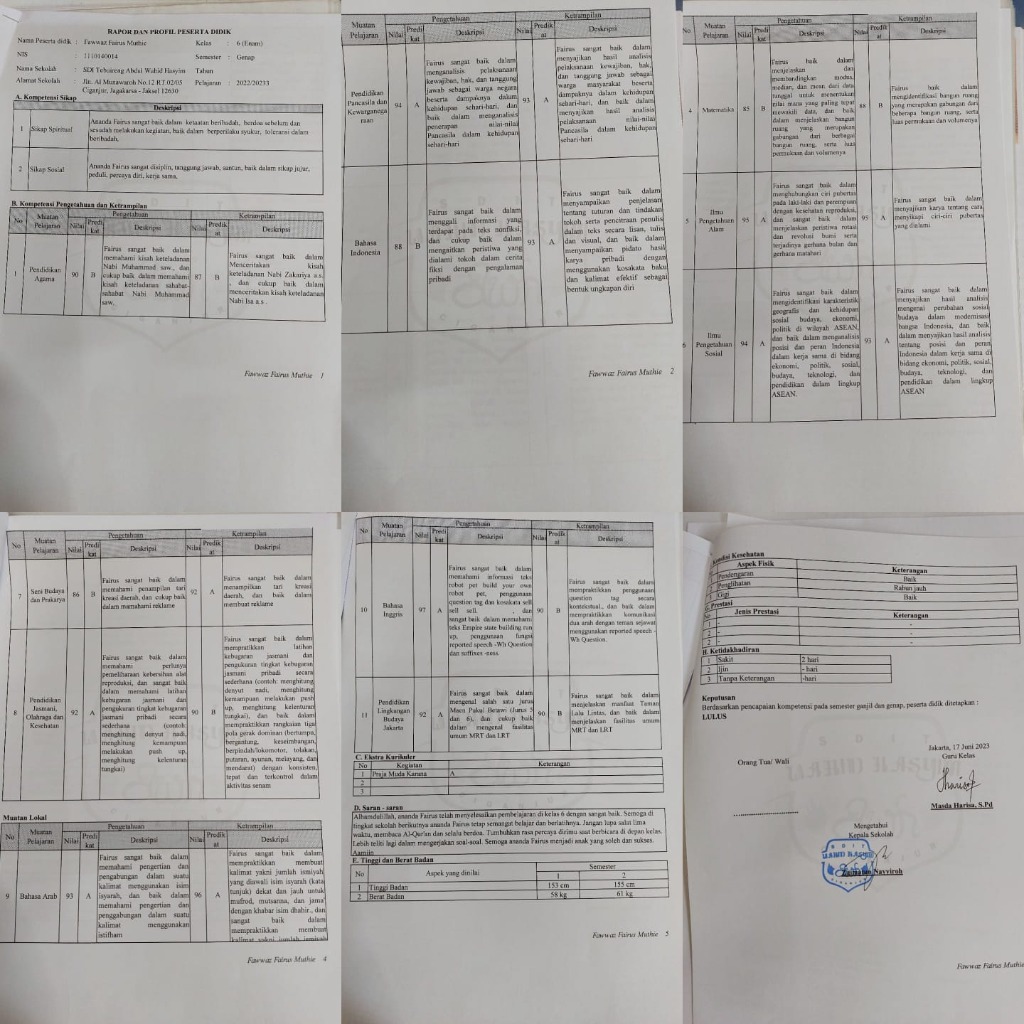 RAPOR DAN PROFIL PESERTA DIDIK
Nama Peserta didik : Fawwaz Fairus Muthie Kelas : 6 (Enam)
NIS : 1110140014 Semester : Genap
Nama Sekolah : SDI Tebuireng Abdul Wahid Hasyim Tahun
Alamat Sekolah : Jln. Al Munawaroh No.12 RT.02/05 Pelajaran : 2022/20233
Ciganjur, Jagakarsa - Jaksel 12630
A. Kompetensi Sikap
Deskripsi
1 Sikap Spiritual
Ananda Fairus sangat baik dalam ketaatan beribadah, berdoa sebelum dan
sesudah melakukan kegiatan, baik dalam berperilaku syukur, toleransi dalam
beribadah.
2 Sikap Sosial
Ananda Fairus sangat disiplin, tanggung jawab, santun, baik dalam sikap jujur,
peduli, percaya diri, kerja sama.
B. Kompetensi Pengetahuan dan Ketrampilan
No Muatan Pelajaran Pengetahuan Ketrampilan
Nilai Predikat Deskripsi Nilai Predikat Deskripsi
1 Pendidikan Agama 90 B
Fairus sangat baik dalam
memahami kisah keteladanan
Nabi Muhammad saw., dan
cukup baik dalam memahami
kisah keteladanan sahabat-
sahabat Nabi Muhammad
saw,
87 B
Fairus sangat baik dalam
Menceritakan kisah
keteladanan Nabi Zakariya a.s.
, dan cukup baik dalam
menceritakan kisah keteladanan
Nabi Isa a.s .
Fawwaz Fairus Muthie 1
Muatan Pelajaran Pengetahuan Ketrampilan
Nilai Predikat Deskripsi Nilai Predikat Deskripsi
Pendidikan Pancasila dan Kewarganegaraan 94 A
Fairus sangat baik dalam
menganalisis pelaksanaan
kewajiban, hak, dan tanggung
jawab sebagai warga negara
beserta dampaknya dalam
kehidupan sehari-hari, dan
baik dalam menganalisis
penerapan nilai-nilai
Pancasila dalam kehidupan
sehari-hari
93 A
Fairus sangat baik dalam
menyajikan hasil analisis
pelaksanaan kewajiban, hak,
dan tanggung jawab sebagai
warga masyarakat beserta
dampaknya dalam kehidupan
sehari-hari, dan baik dalam
menyajikan hasil analisis
pelaksanaan nilai-nilai
Pancasila dalam kehidupan
sehari-hari
Bahasa Indonesia 88 B
Fairus sangat baik dalam
menggali informasi yang
terdapat pada teks nonfiksi,
dan cukup baik dalam
mengaitkan peristiwa yang
dialami tokoh dalam cerita
fiksi dengan pengalaman
pribadi
93 A
Fairus sangat baik dalam
menyampaikan penjelasan
tentang tuturan dan tindakan
tokoh serta penceritaan penulis
dalam teks secara lisan, tulis
dan visual, dan baik dalam
menyampaikan pidato hasil
karya pribadi dengan
menggunakan kosakata baku
dan kalimat efektif sebagai
bentuk ungkapan diri
Fawwaz Fairus Muthie 2
Muatan Pelajaran Pengetahuan Ketrampilan
Nilai Predikat Deskripsi Nilai Predikat Deskripsi
4 Matematika 85 B
Fairus baik dalam
menjelaskan dan
membandingkan modus,
median, dan mean dari data
tunggal untuk menentukan
nilai mana yang paling tepat
mewakili data, dan baik
dalam menjelaskan bangun
ruang yang merupakan
gabungan dari berbagai
bangun ruang, serta luas
permukaan dan volumenya
88 B
Fairus baik dalam
mengidentifikasi bangun ruang
yang merupakan gabungan dari
beberapa bangun ruang, serta
luas permukaan dan volumenya
5 Ilmu Pengetahuan Alam 95 A
Fairus sangat baik dalam
menghubungkan ciri pubertas
pada laki-laki dan perempuan
dengan kesehatan reproduksi,
dan sangat baik dalam
menjelaskan peristiwa rotasi
dan revolusi bumi serta
terjadinya gerhana bulan dan
gerhana matahari
95 A
Fairus sangat baik dalam
menyajikan karya tentang cara
menyikapi ciri-ciri pubertas
yang dialami
6 Ilmu Pengetahuan Sosial 94 A
Fairus sangat baik dalam
mengidentifikasi karakteristik
geografis dan kehidupan
sosial budaya, ekonomi,
politik di wilayah ASEAN,
dan baik dalam menganalisis
posisi dan peran Indonesia
dalam kerja sama di bidang
ekonomi, politik, sosial,
budaya, teknologi, dan
pendidikan dalam lingkup
ASEAN.
93 A
Fairus sangat baik dalam
menyajikan hasil analisis
mengenai perubahan sosial
budaya dalam modernisasi
bangsa Indonesia, dan baik
dalam menyajikan hasil analisis
tentang posisi dan peran
Indonesia dalam kerja sama di
bidang ekonomi, politik, sosial,
budaya, teknologi, dan
pendidikan dalam lingkup
ASEAN
No Muatan Pelajaran Pengetahuan Ketrampilan
Nilai Predikat Deskripsi Nilai Predikat Deskripsi
7 Seni Budaya dan Prakarya 86 B
Fairus sangat baik dalam
memahami penampilan tari
kreasi daerah, dan cukup baik
dalam memahami reklame
92 A
Fairus sangat baik dalam
menampilkan tari kreasi
daerah, dan baik dalam
membuat reklame
8 Pendidikan Jasmani, Olahraga dan Kesehatan 92 A
Fairus sangat baik dalam
memahami perlunya
pemeliharaan kebersihan alat
reproduksi, dan sangat baik
dalam memahami latihan
kebugaran jasmani dan
pengukuran tingkat kebugaran
jasmani pribadi secara
sederhana (contoh:
menghitung denyut nadi,
menghitung kemampuan
melakukan push up,
menghitung kelenturan
tungkai)
90 B
Fairus sangat baik dalam
mempratikkan latihan
kebugaran jasmani dan
pengukuran tingkat kebugaran
jasmani pribadi secara
sederhana (contoh: menghitung
denyut nadi, menghitung
kemampuan melakukan push
up, menghitung kelenturan
tungkai), dan baik dalam
mempraktikkan rangkaian tiga
pola gerak dominan (bertumpu,
bergantung, keseimbangan,
berpindah/lokomotor, tolakan,
putaran, ayunan, melayang, dan
mendarat) dengan konsisten,
tepat dan terkontrol dalam
aktivitas senam
Muatan Lokal
No Muatan Pelajaran Pengetahuan Ketrampilan
Nilai Predikat Deskripsi Nilai Predikat Deskripsi
9 Bahasa Arab 93 A
Fairus sangat baik dalam
memahami pengertian dan
pengabungan dalam suatu
kalimat menggunakan isim
isyarah, dan baik dalam
memahami pengertian dan
penggabungan dalam suatu
kalimat menggunakan
istifham
96 A
Fairus sangat baik dalam
mempraktikkan membuat
kalimat yakni jumlah ismiyah
yang diawali isim isyarah (kata
tunjuk) dekat dan jauh untuk
mufrod, mutsanna, dan jama'
dengan khabar isim dhahir., dan
sangat baik dalam
mempraktikkan membuat
kalimat yakni jumlah ismiyah
Fawwaz Fairus Muthie 4
No Muatan Pelajaran Pengetahuan Ketrampilan
Nilai Predikat Deskripsi Nilai Predikat Deskripsi
10 Bahasa Inggris 97 A
Fairus sangat baik dalam
memahami informasi teks
robot pet build your own
robot pet, penggunaan
question tag dan kosakata sell
sell sell. , dan
sangat baik dalam memahami
teks Empire state building run
up, penggunaan fungsi
reported speech -Wh Question
dan suffixes -ness
90 B
Fairus sangat baik dalam
mempraktikkan penggunaan
question tag secara
kontekstual., dan baik dalam
mempraktikkan komunikasi
dua arah dengan teman sejawat
menggunakan reported speech -
Wh Question.
11 Pendidikan Lingkungan Budaya Jakarta 92 A
Fairus sangat baik dalam
mengenal salah satu jurus
Maen Pukul Betawi (Jurus 5
dan 6), dan cukup baik
dalam mengenal fasilitas
umum MRT dan LRT
90 B
Fairus sangat baik dalam
menjelaskan manfaat Taman
Lalu Lintas, dan baik dalam
menjelaskan fasilitas umum
MRT dan LRT
C. Ekstra Kurikuler
No Kegiatan Keterangan
1 Praja Muda Karana A
2
3
D. Saran - saran
Alhamdulillah, ananda Fairus telah menyelesaikan pembelajaran di kelas 6 dengan sangat baik. Semoga di
tingkat sekolah berikutnya ananda Fairus tetap semangat belajar dan berlatihnya. Jangan lupa salat lima
waktu, membaca Al-Qur'an dan selalu berdoa. Tumbuhkan rasa percaya dirimu saat berbicara di depan kelas.
Lebih teliti lagi dalam mengerjakan soal-soal. Semoga ananda Fairus menjadi anak yang soleh dan sukses.
Aamiin
E. Tinggi dan Berat Badan
No Aspek yang dinilai Semester
1 2
1 Tinggi Badan 153 cm 155 cm
2 Berat Badan 58 kg 61 kg
Fawwaz Fairus Muthie 5
Kondisi Kesehatan
Aspek Fisik Keterangan
Pendengaran Baik
Penglihatan Rabun jauh
Gigi Baik
Prestasi
Jenis Prestasi Keterangan
1 - -
2 - -
2 - -
H. Ketidakhadiran
1 Sakit 2 hari
2 Ijin - hari
3 Tanpa Keterangan -hari
Keputusan
Berdasarkan pencapaian kompetensi pada semester ganjil dan genap, peserta didik ditetapkan :
LULUS
Jakarta, 17 Juni 2023
Orang Tua/ Wali Guru Kelas
Masda Harisa, S.Pd
Mengetahui
Kepala Sekolah
SDIT
WAHID HASYIM
Fawwaz Fairus Muthie